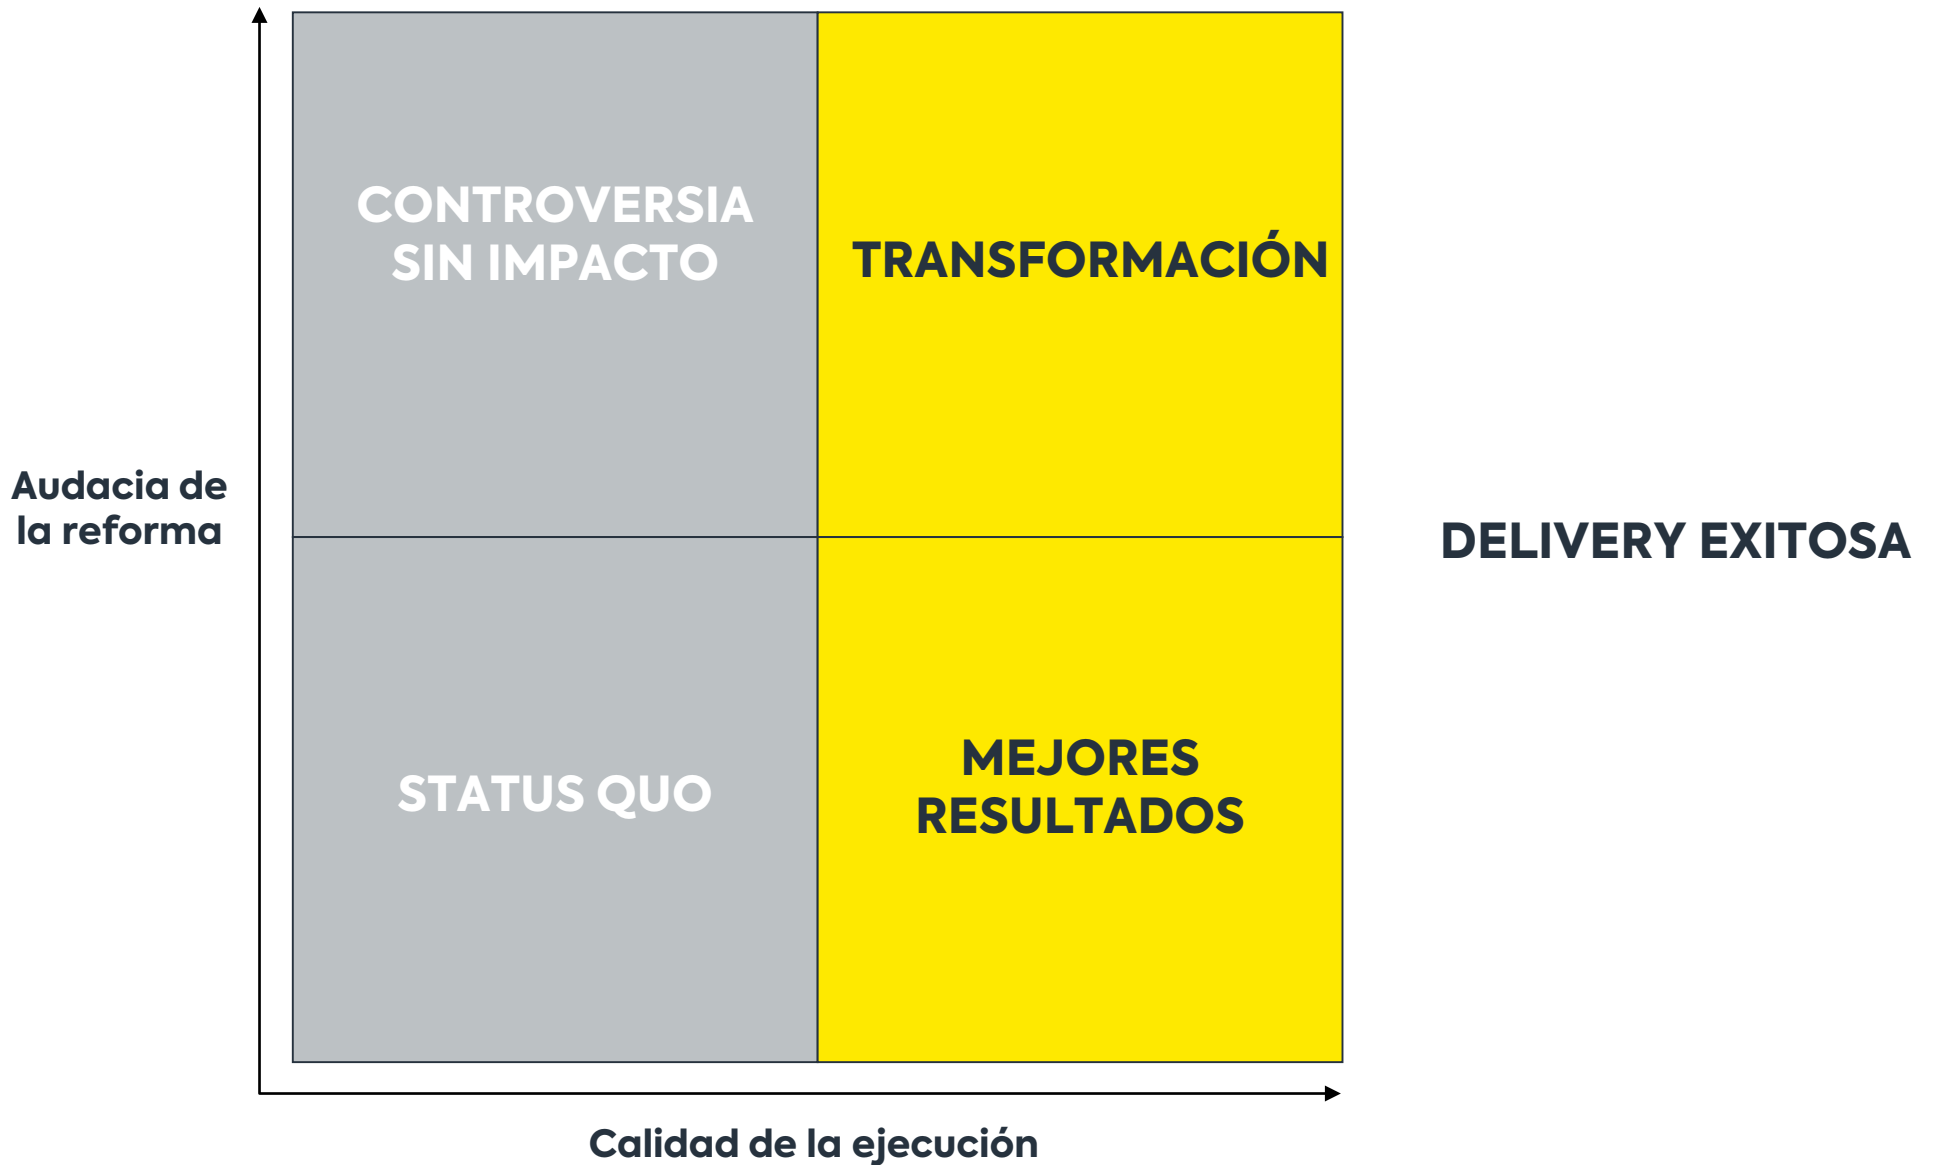 CONTROVERSIA
SIN IMPACTO
TRANSFORMACIÓN
Audacia de
la reforma
DELIVERY EXITOSA
STATUS QUO
MEJORES
RESULTADOS
Calidad de la ejecución